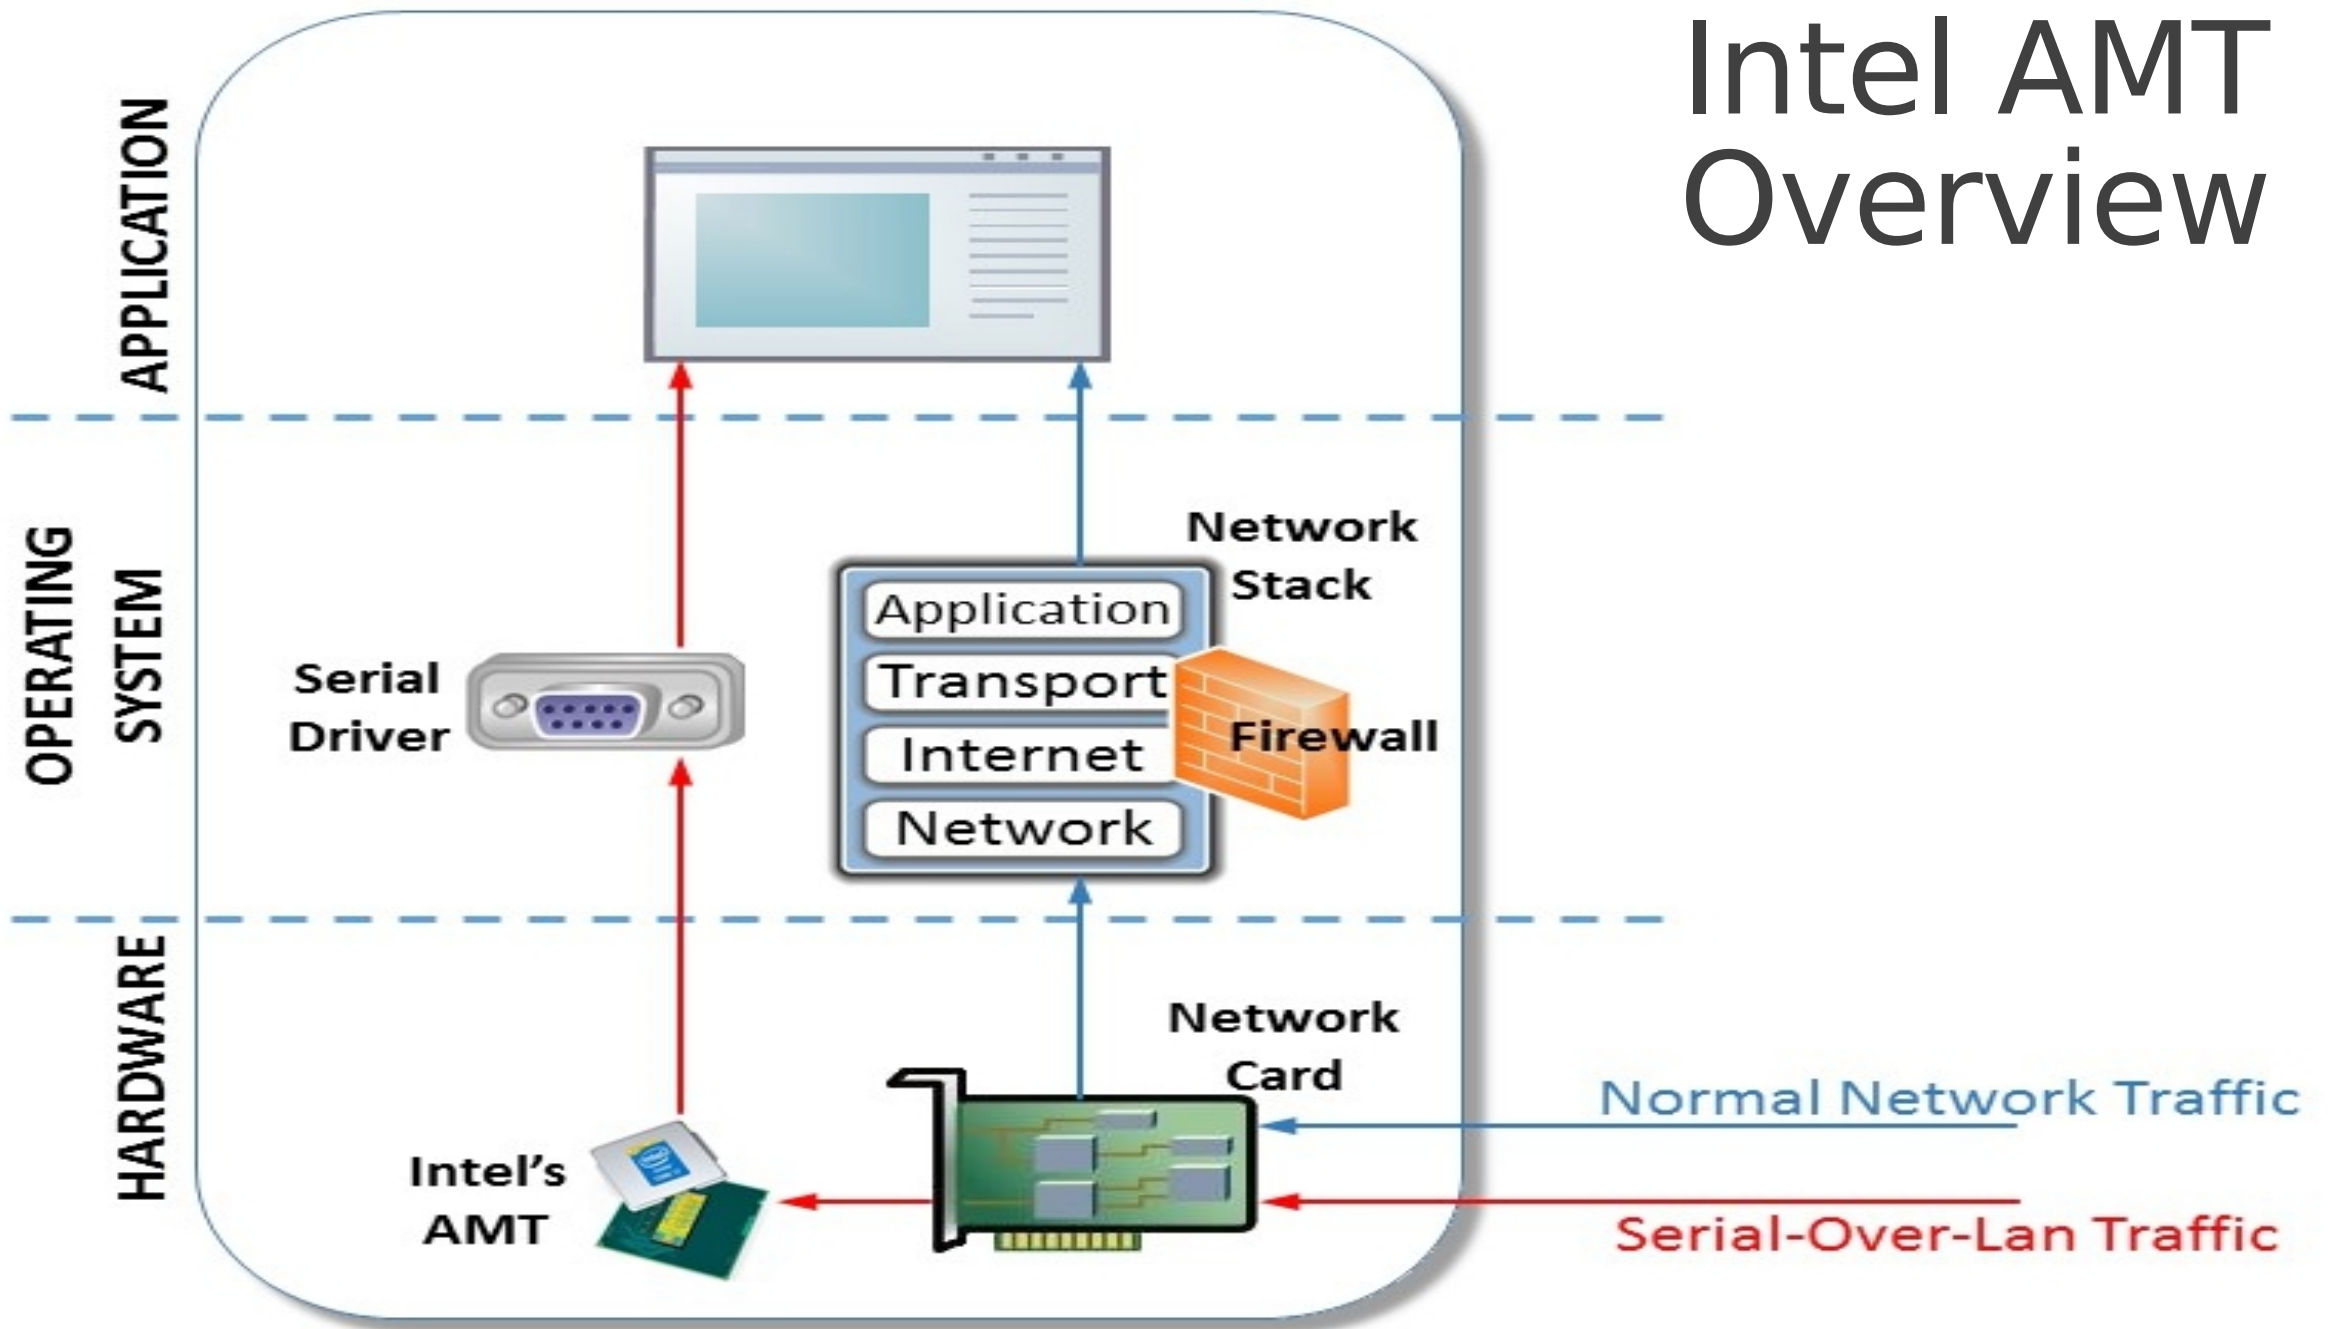 Intel AMT
Overview
APPLICATION
Network
Stack
Application
Transport
Internet
Network
Firewall
Serial
Driver
OPERATING
SYSTEM
HARDWARE
Network
Card
Intel's
AMT
Normal Network Traffic
Serial-Over-Lan Traffic